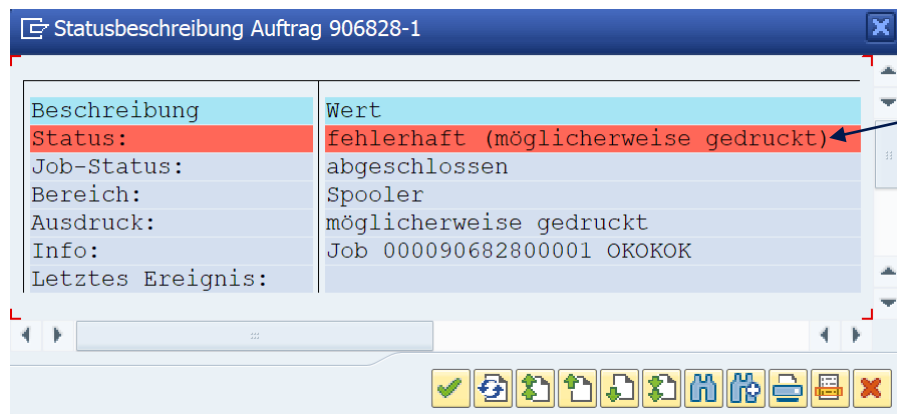 Statusbeschreibung Auftrag 906828-1
Beschreibung Wert
Status: fehlerhaft (möglicherweise gedruckt)
Job-Status: abgeschlossen
Bereich: Spooler
Ausdruck: möglicherweise gedruckt
Info: Job 000090682800001 OKOKOK
Letztes Ereignis: